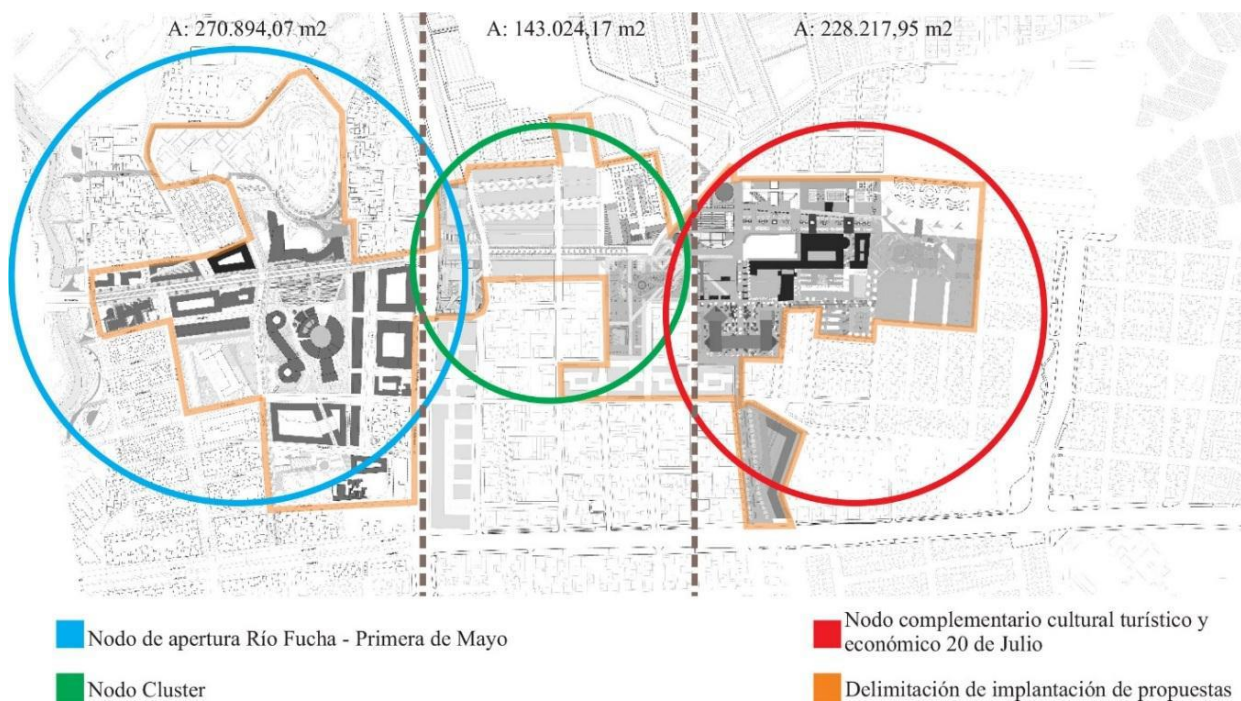 A: 270.894,07 m2
A: 143.024,17 m2
A: 228.217,95 m2
Nodo de apertura Río Fucha - Primera de Mayo
Nodo Cluster
Nodo complementario cultural turístico y
económico 20 de Julio
Delimitación de implantación de propuestas